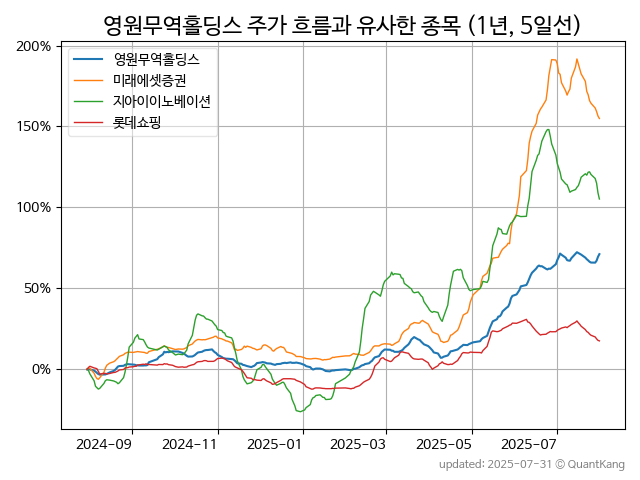 영원무역홀딩스 주가 흐름과 유사한 종목 (1년, 5일선)
200%
150%
100%
50%
0%
영원무역홀딩스
미래에셋증권
지아이이노베이션
롯데쇼핑
2024-09
2024-11
2025-01
2025-03
2025-05
2025-07
updated: 2025-07-31 © QuantKang